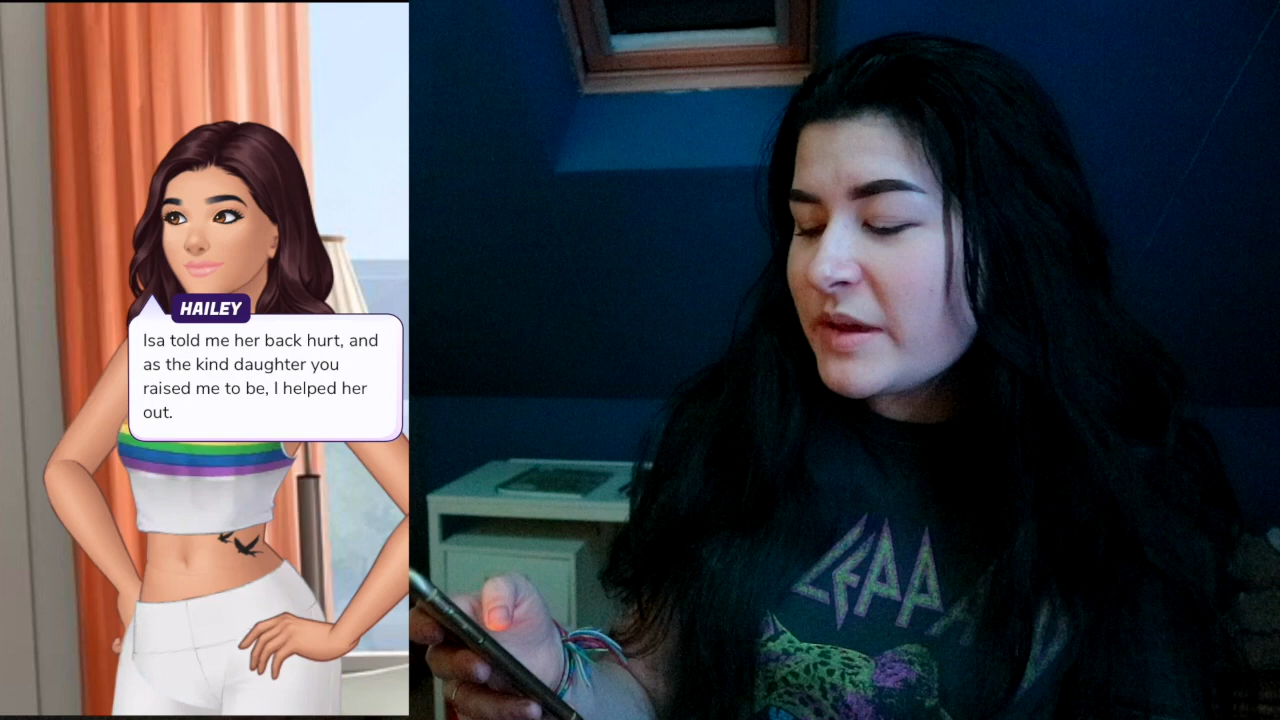 HAILEY
Isa told me her back hurt, and
as the kind daughter you
raised me to be, I helped her
out.
LEPPARD